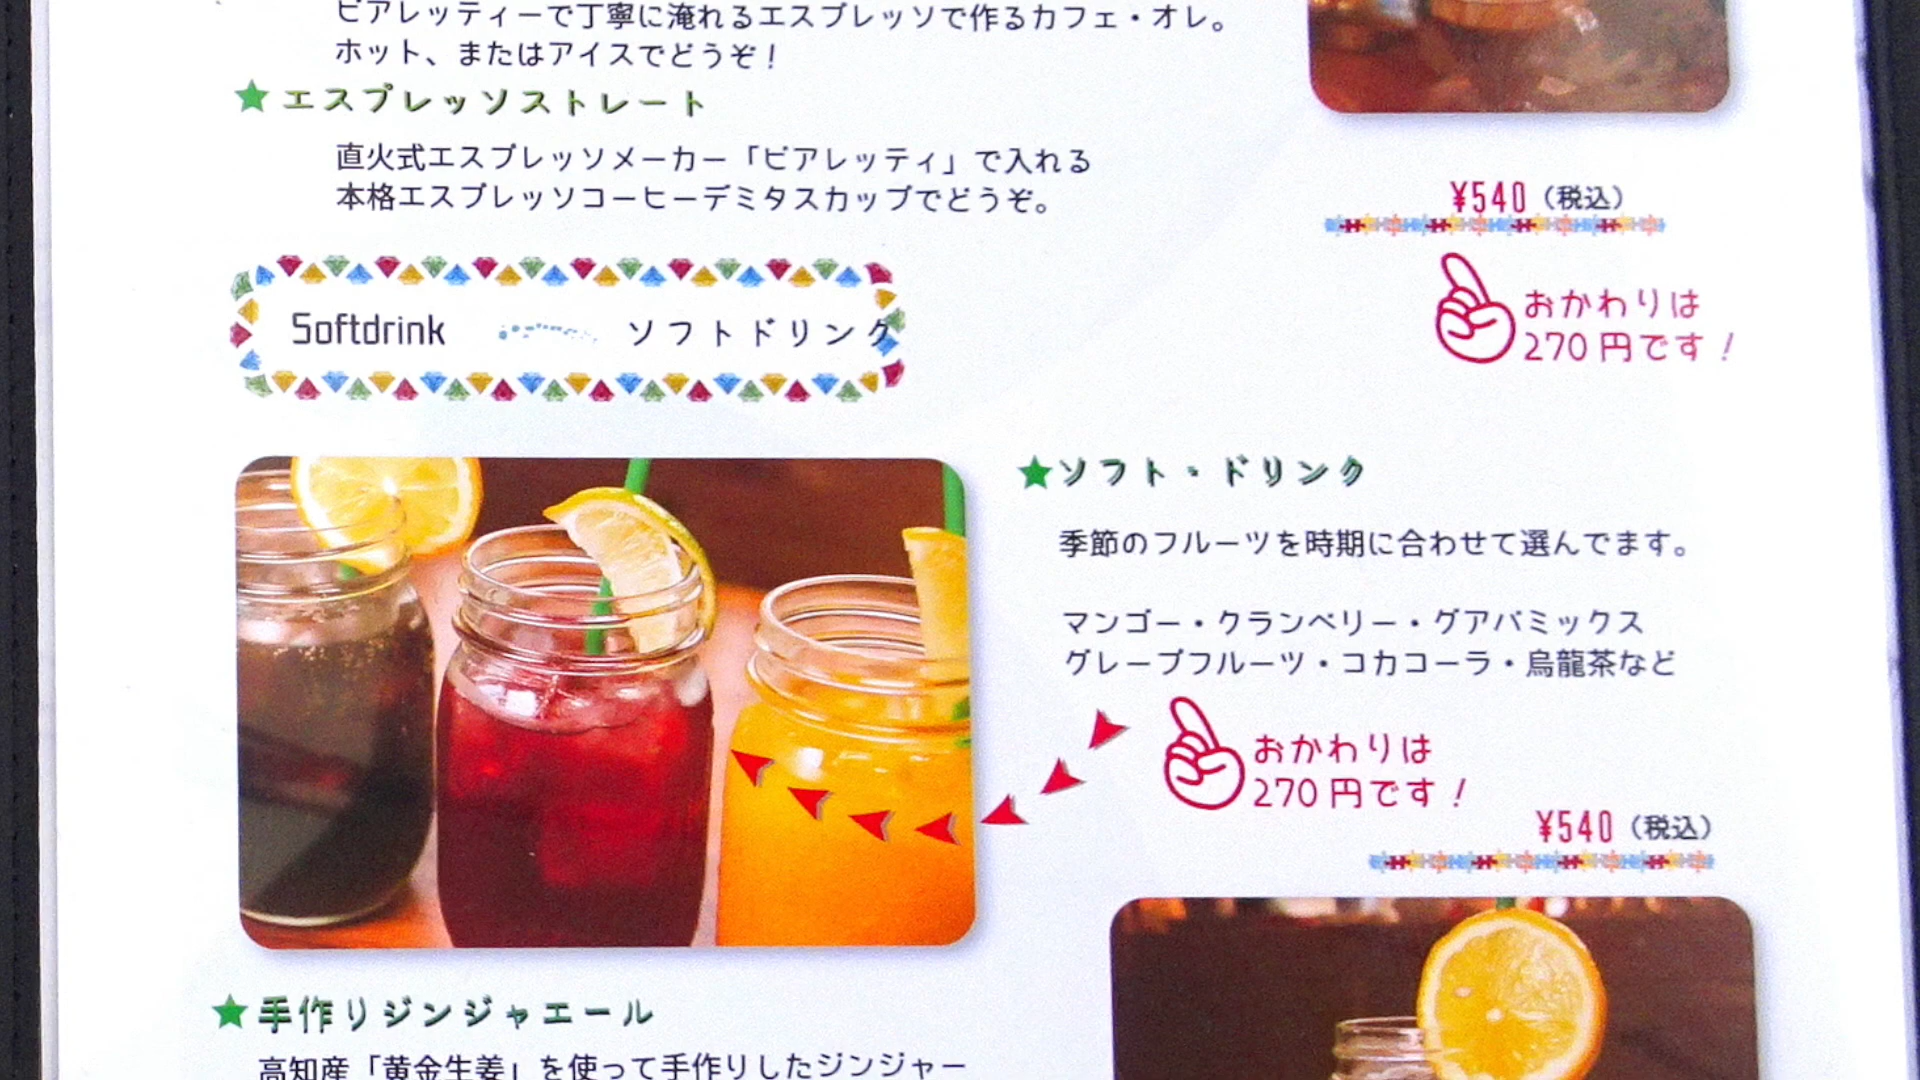 ビアレッティーで丁寧に淹れるエスプレッソで作るカフェ・オレ。
ホット、またはアイスでどうぞ！
★エスプレッソストレート
直火式エスプレッソメーカー「ビアレッティ」で入れる
本格エスプレッソコーヒーデミタスカップでどうぞ。
¥540（税込）
おかわりは
270円です！
Softdrink ソフトドリンク
★ソフト・ドリンク
季節のフルーツを時期に合わせて選んでます。
マンゴー・クランベリー・グアバミックス
グレープフルーツ・コカコーラ・烏龍茶など
おかわりは
270円です！
¥540（税込）
★手作りジンジャエール
高知産「黄金生姜」を使って手作りしたジンジャー